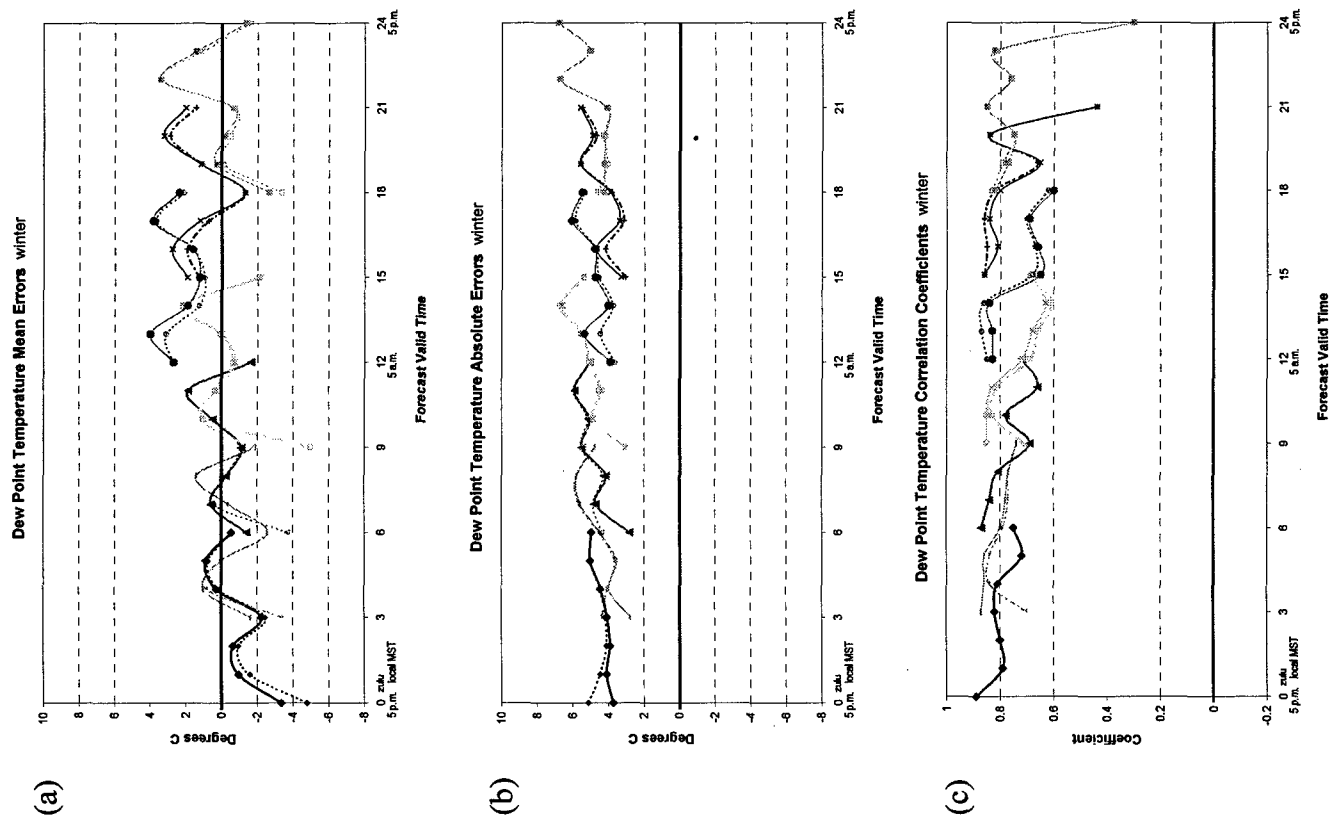 (a)
Dew Point Temperature Mean Errors winter
10
8
6
4
2
0
-2
-4
-6
-8
Degrees C
0 zulu 3 6 9 12 15 18 21 24
5 p.m. local MST 5 a.m. 5 p.m.
Forecast Valid Time
(b)
Dew Point Temperature Absolute Errors winter
10
8
6
4
2
0
-2
-4
-6
-8
Degrees C
0 zulu 3 6 9 12 15 18 21 24
5 p.m. local MST 5 a.m. 5 p.m.
Forecast Valid Time
(c)
Dew Point Temperature Correlation Coefficients winter
1
0.8
0.6
0.4
0.2
0
-0.2
Coefficient
0 zulu 3 6 9 12 15 18 21 24
5 p.m. local MST 5 a.m. 5 p.m.
Forecast Valid Time